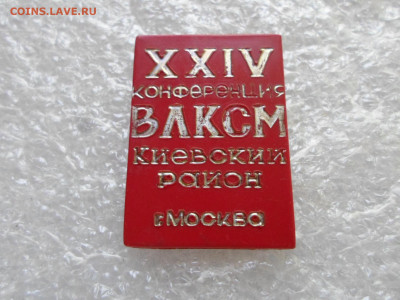 COINS.LAVE.RU
XXIV
конференция
ВЛКСМ
Киевский
район
г.Москва